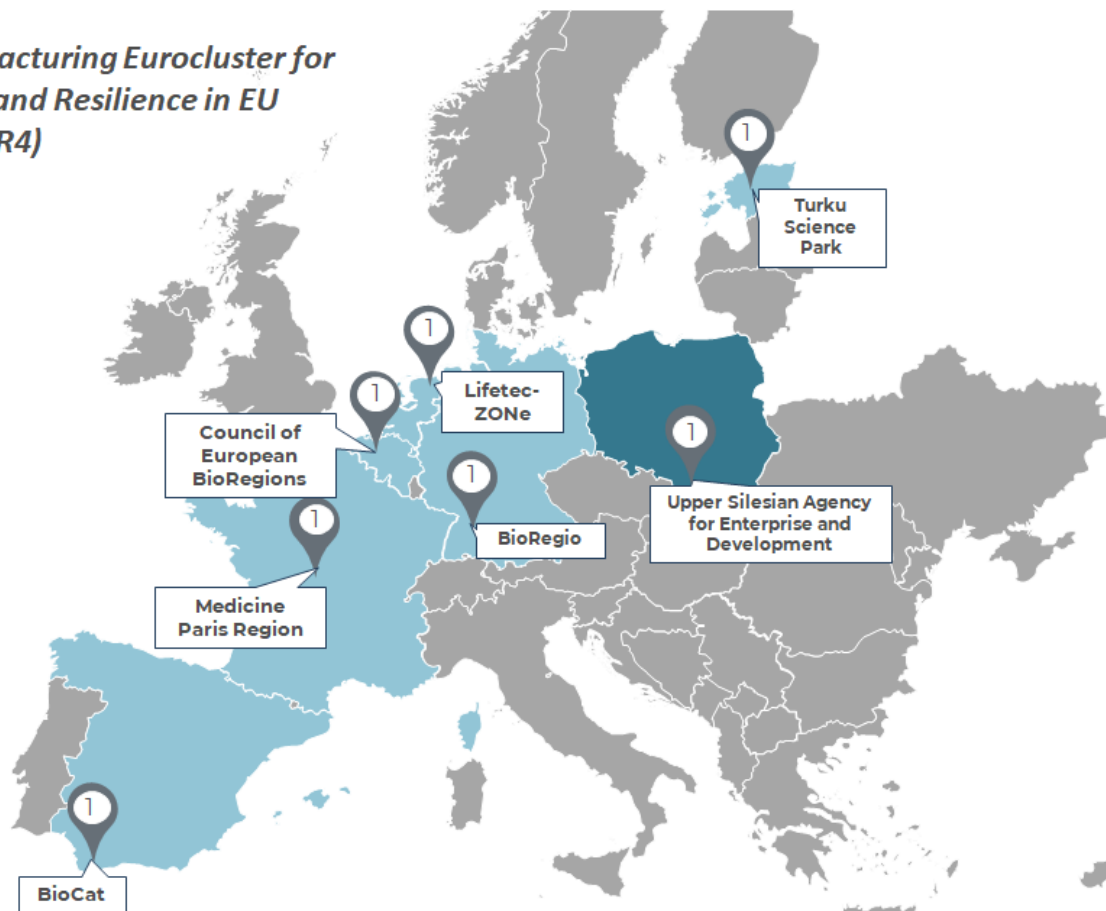 acturing Eurocluster for
and Resilience in EU
R4)
1
Turku
Science
Park
1
Lifetec-
ZONe
1
Council of
European
BioRegions
1
Upper Silesian Agency
for Enterprise and
Development
1
BioRegio
1
Medicine
Paris Region
1
BioCat